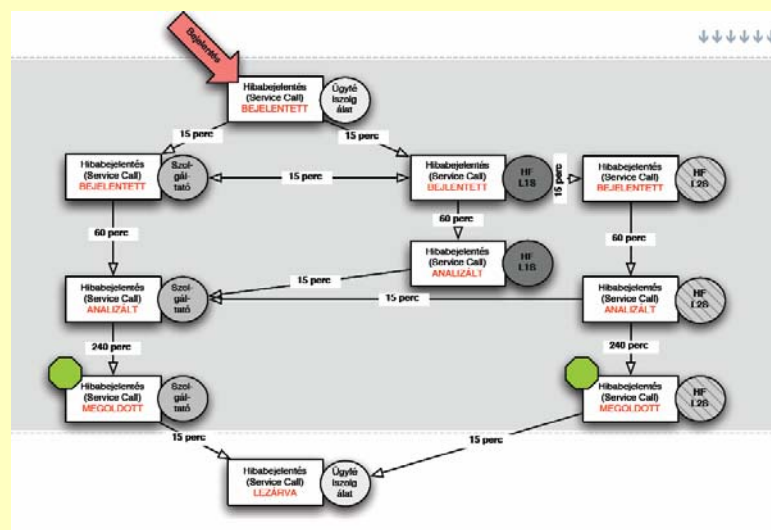 Bejelentés
Hibabejelentés
(Service Call)
BEJELENTETT
Ügyfé
lszolg
álat
15 perc
15 perc
Hibabejelentés
(Service Call)
BEJELENTETT
Szol-
gál-
tató
15 perc
Hibabejelentés
(Service Call)
BEJLENTETT
HF
L1S
15 perc
Hibabejelentés
(Service Call)
BEJELENTETT
HF
L2S
60 perc
60 perc
60 perc
Hibabejelentés
(Service Call)
ANALIZÁLT
HF
L1S
15 perc
Hibabejelentés
(Service Call)
ANALIZÁLT
Szol-
gál-
tató
15 perc
Hibabejelentés
(Service Call)
ANALIZÁLT
HF
L2S
240 perc
240 perc
Hibabejelentés
(Service Call)
MEGOLDOTT
Szol-
gál-
tató
Hibabejelentés
(Service Call)
MEGOLDOTT
HF
L2S
15 perc
15 perc
Hibabejelentés
(Service Call)
LEZÁRVA
Ügyfé
lszolg
álat